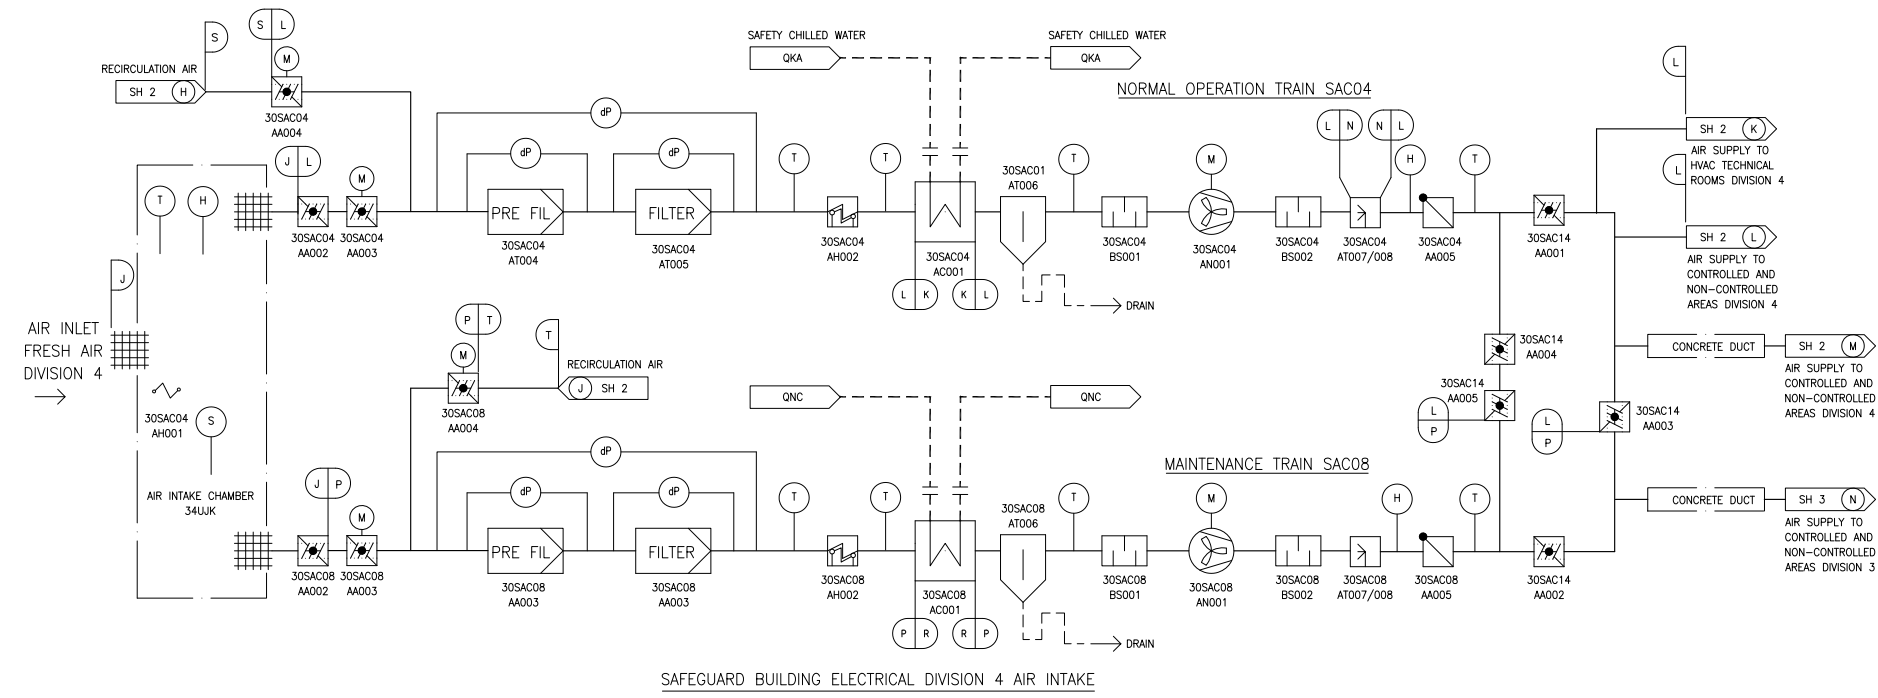 SAFETY CHILLED WATER
QKA
SAFETY CHILLED WATER
QKA
NORMAL OPERATION TRAIN SAC04
S
S L
M
RECIRCULATION AIR
SH 2 H
30SAC04
AA004
J L
M
30SAC04
AA002
30SAC04
AA003
dP
dP
dP
PRE FIL
30SAC04
AT004
FILTER
30SAC04
AT005
T
30SAC04
AH002
T
30SAC04
AC001
L K
K L
30SAC01
AT006
DRAIN
T
30SAC04
BS001
M
30SAC04
AN001
30SAC04
BS002
L N
N L
30SAC04
AT007/008
H
30SAC04
AA005
T
30SAC14
AA001
L
SH 2 K
AIR SUPPLY TO
HVAC TECHNICAL
ROOMS DIVISION 4
L
SH 2 L
AIR SUPPLY TO
CONTROLLED AND
NON-CONTROLLED
AREAS DIVISION 4
T
H
J
AIR INLET
FRESH AIR
DIVISION 4
30SAC04
AH001
S
AIR INTAKE CHAMBER
34UJK
P T
M
T
RECIRCULATION AIR
J SH 2
30SAC08
AA004
QNC
QNC
30SAC14
AA004
30SAC14
AA005
L
P
L
P
30SAC14
AA003
CONCRETE DUCT
SH 2 M
AIR SUPPLY TO
CONTROLLED AND
NON-CONTROLLED
AREAS DIVISION 4
MAINTENANCE TRAIN SAC08
J P
M
30SAC08
AA002
30SAC08
AA003
dP
dP
dP
PRE FIL
30SAC08
AA003
FILTER
30SAC08
AA003
T
30SAC08
AH002
T
30SAC08
AC001
P R
R P
30SAC08
AT006
DRAIN
T
30SAC08
BS001
M
30SAC08
AN001
30SAC08
BS002
30SAC08
AT007/008
H
30SAC08
AA005
T
30SAC14
AA002
CONCRETE DUCT
SH 3 N
AIR SUPPLY TO
CONTROLLED AND
NON-CONTROLLED
AREAS DIVISION 3
SAFEGUARD BUILDING ELECTRICAL DIVISION 4 AIR INTAKE